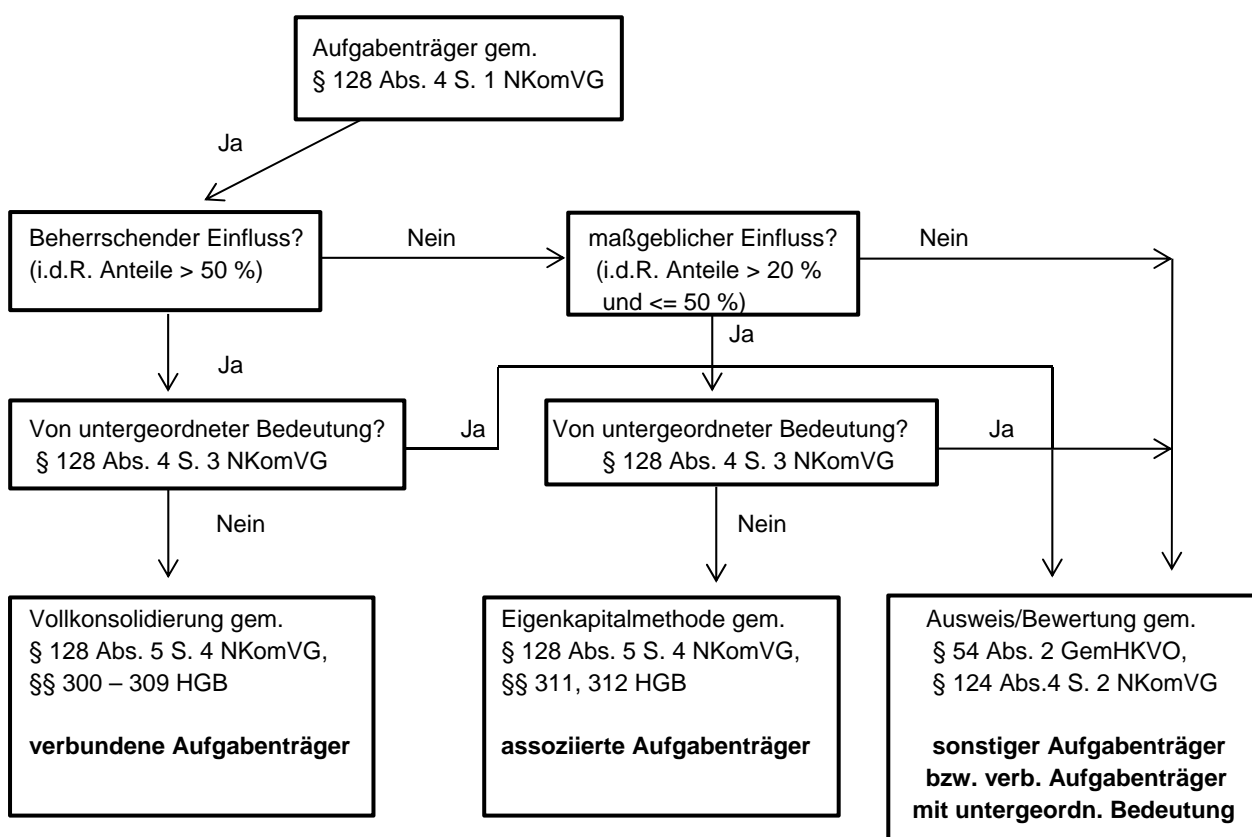 Aufgabenträger gem.
§ 128 Abs. 4 S. 1 NKomVG
Ja
Beherrschender Einfluss?
(i.d.R. Anteile > 50 %)
Nein
maßgeblicher Einfluss?
(i.d.R. Anteile > 20 %
und <= 50 %)
Nein
Ja
Ja
Von untergeordneter Bedeutung?
§ 128 Abs. 4 S. 3 NKomVG
Ja
Von untergeordneter Bedeutung?
§ 128 Abs. 4 S. 3 NKomVG
Ja
Nein
Nein
Vollkonsolidierung gem.
§ 128 Abs. 5 S. 4 NKomVG,
§§ 300 – 309 HGB
verbundene Aufgabenträger
Eigenkapitalmethode gem.
§ 128 Abs. 5 S. 4 NKomVG,
§§ 311, 312 HGB
assoziierte Aufgabenträger
Ausweis/Bewertung gem.
§ 54 Abs. 2 GemHKVO,
§ 124 Abs.4 S. 2 NKomVG
sonstiger Aufgabenträger
bzw. verb. Aufgabenträger
mit untergeordn. Bedeutung